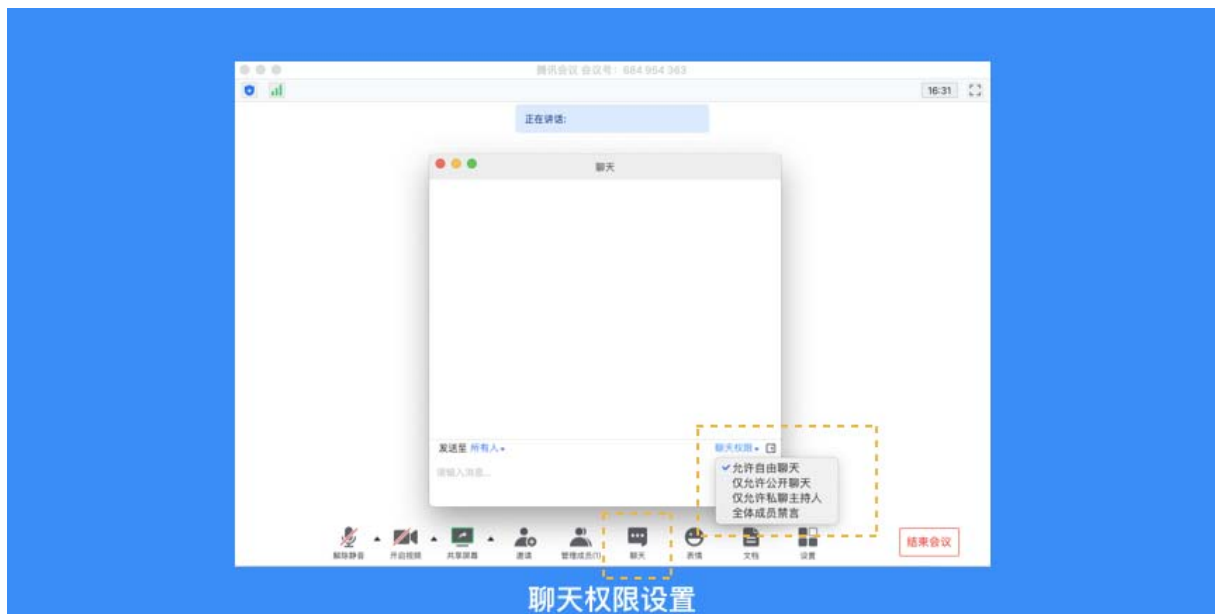 腾讯会议 会议号：684 954 363
16:31
正在讲话:
聊天
发送至 所有人
聊天权限
请输入消息...
允许自由聊天
仅允许公开聊天
仅允许私聊主持人
全体成员禁言
解除静音 开启视频 共享屏幕 邀请 管理成员(1) 聊天 表情 文档 设置
结束会议
聊天权限设置